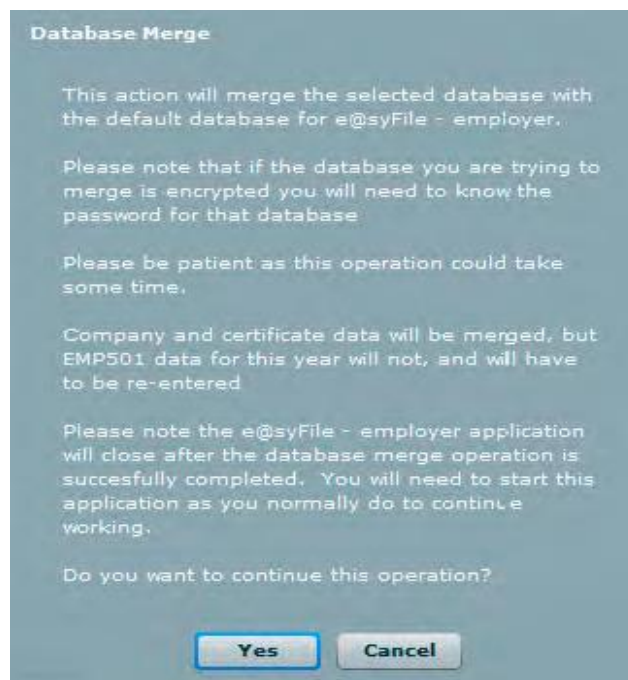 Database Merge
This action will merge the selected database with
the default database for e@syFile - employer.
Please note that if the database you are trying to
merge is encrypted you will need to know the
password for that database
Please be patient as this operation could take
some time.
Company and certificate data will be merged, but
EMP501 data for this year will not, and will have
to be re-entered
Please note the e@syFile - employer application
will close after the database merge operation is
succesfully completed.  You will need to start this
application as you normally do to continue
working.
Do you want to continue this operation?
Yes Cancel